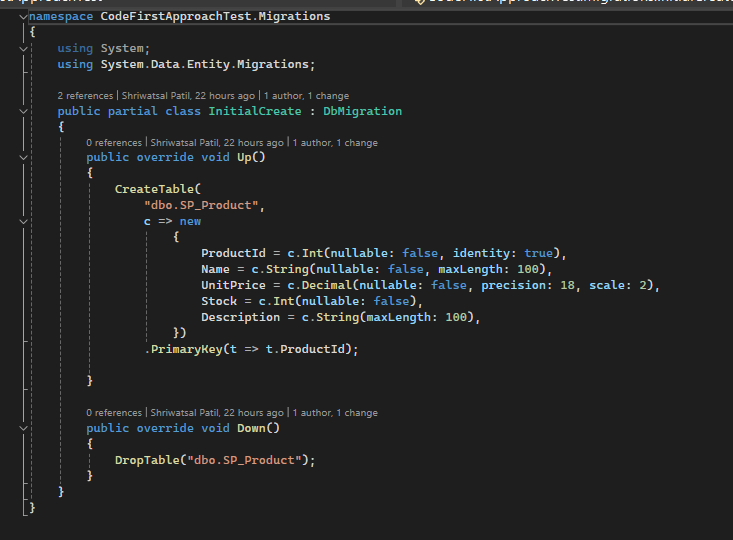 namespace CodeFirstApproachTest.Migrations
{
    using System;
    using System.Data.Entity.Migrations;

    2 references | Shriwatsal Patil, 22 hours ago | 1 author, 1 change
    public partial class InitialCreate : DbMigration
    {
        0 references | Shriwatsal Patil, 22 hours ago | 1 author, 1 change
        public override void Up()
        {
            CreateTable(
                "dbo.SP_Product",
                c => new
                    {
                        ProductId = c.Int(nullable: false, identity: true),
                        Name = c.String(nullable: false, maxLength: 100),
                        UnitPrice = c.Decimal(nullable: false, precision: 18, scale: 2),
                        Stock = c.Int(nullable: false),
                        Description = c.String(maxLength: 100),
                    })
                .PrimaryKey(t => t.ProductId);

        }

        0 references | Shriwatsal Patil, 22 hours ago | 1 author, 1 change
        public override void Down()
        {
            DropTable("dbo.SP_Product");
        }
    }
}